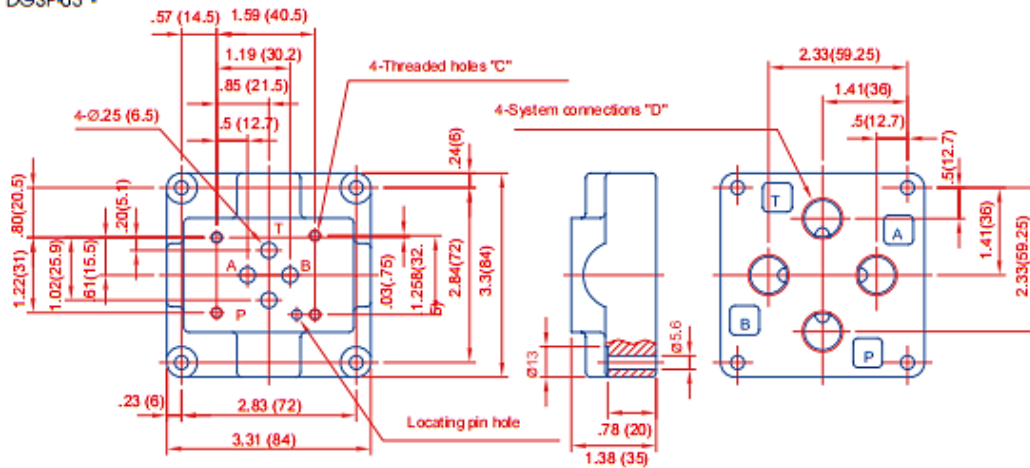 .57 (14.5)
1.59 (40.5)
1.19 (30.2)
.85 (21.5)
4-Ø.25 (6.5)
.5 (12.7)
4-Threaded holes "C"
4-System connections "D"
.24(6)
.80(20.5)
.20(5.1)
1.22(31)
1.02(25.9)
.61(15.5)
T
A
B
P
.03(.75)
1.258(32.
5)
2.84(72)
3.3(84)
.23 (6)
2.83 (72)
3.31 (84)
Locating pin hole
Ø13
Ø5.6
.78 (20)
1.38 (35)
2.33(59.25)
1.41(36)
.5(12.7)
.5(12.7)
1.41(36)
2.33(59.25)
T
A
B
P